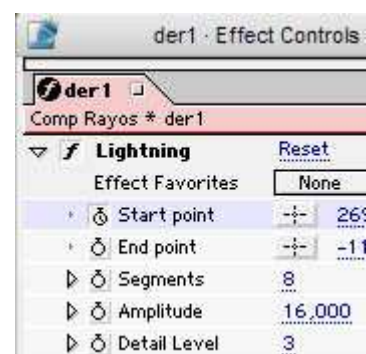 der1 · Effect Controls
der1
Comp Rayos * der1
Lightning Reset
Effect Favorites None
Start point
End point
Segments 8
Amplitude 16,000
Detail Level 3